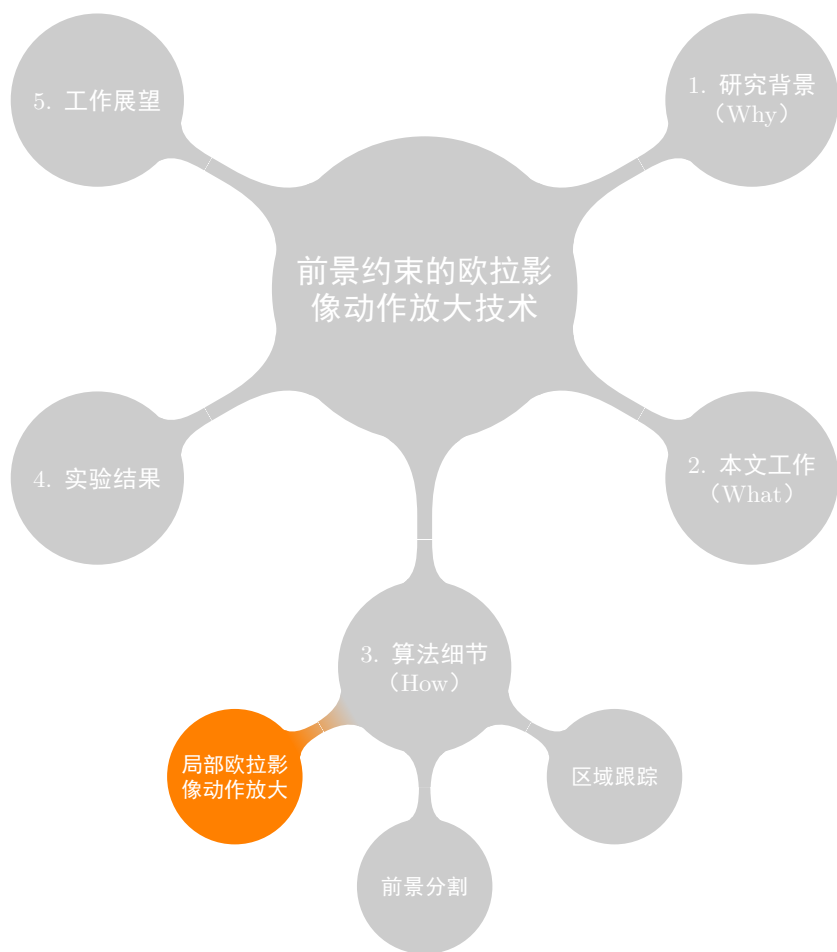 前景约束的欧拉影
像动作放大技术
1. 研究背景
（Why）
2. 本文工作
（What）
3. 算法细节
（How）
区域跟踪
前景分割
局部欧拉影
像动作放大
4. 实验结果
5. 工作展望